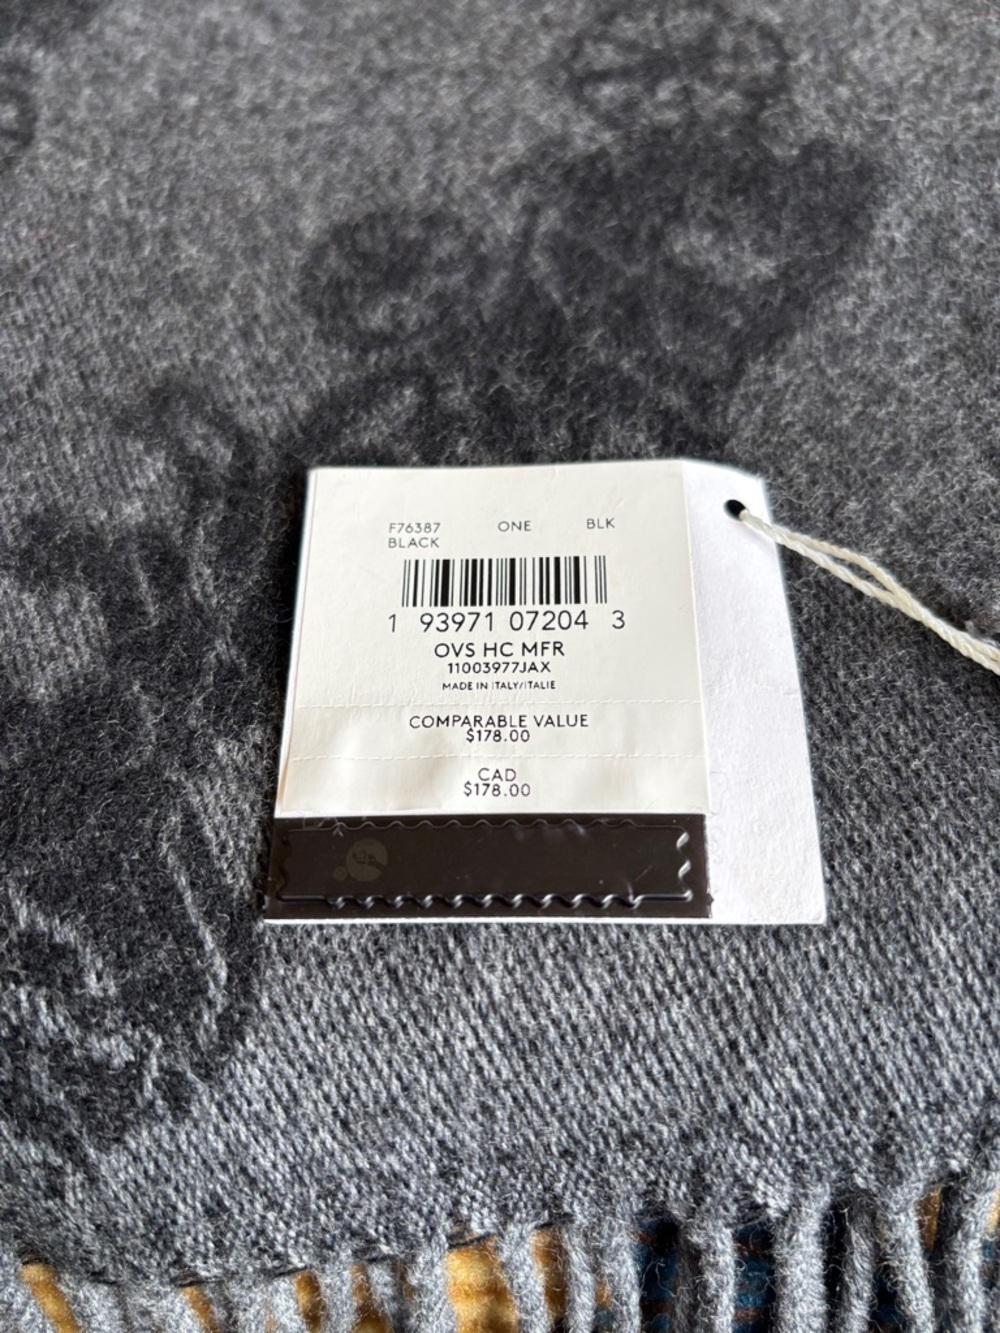 F76387 ONE BLK
BLACK
1 93971 07204 3
OVS HC MFR
11003977JAX
MADE IN ITALY/ITALIE
COMPARABLE VALUE
$178.00
CAD
$178.00